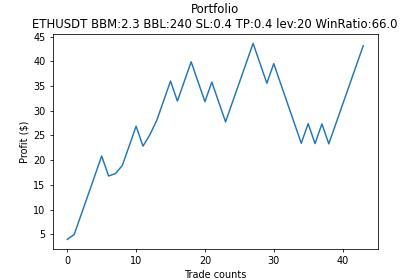 Portfolio
ETHUSDT BBM:2.3 BBL:240 SL:0.4 TP:0.4 lev:20 WinRatio:66.0
45
40
35
30
25
20
15
10
5
Profit ($)
0 10 20 30 40
Trade counts